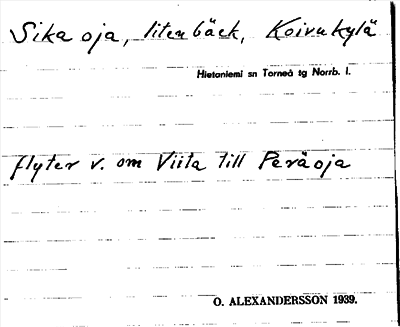 Sika oja, liten bäck, Koivukylä
Hietaniemi sn Torneå tg Norrb. l.
flyter v. om Viita till Peräoja
O. ALEXANDERSSON 1939.